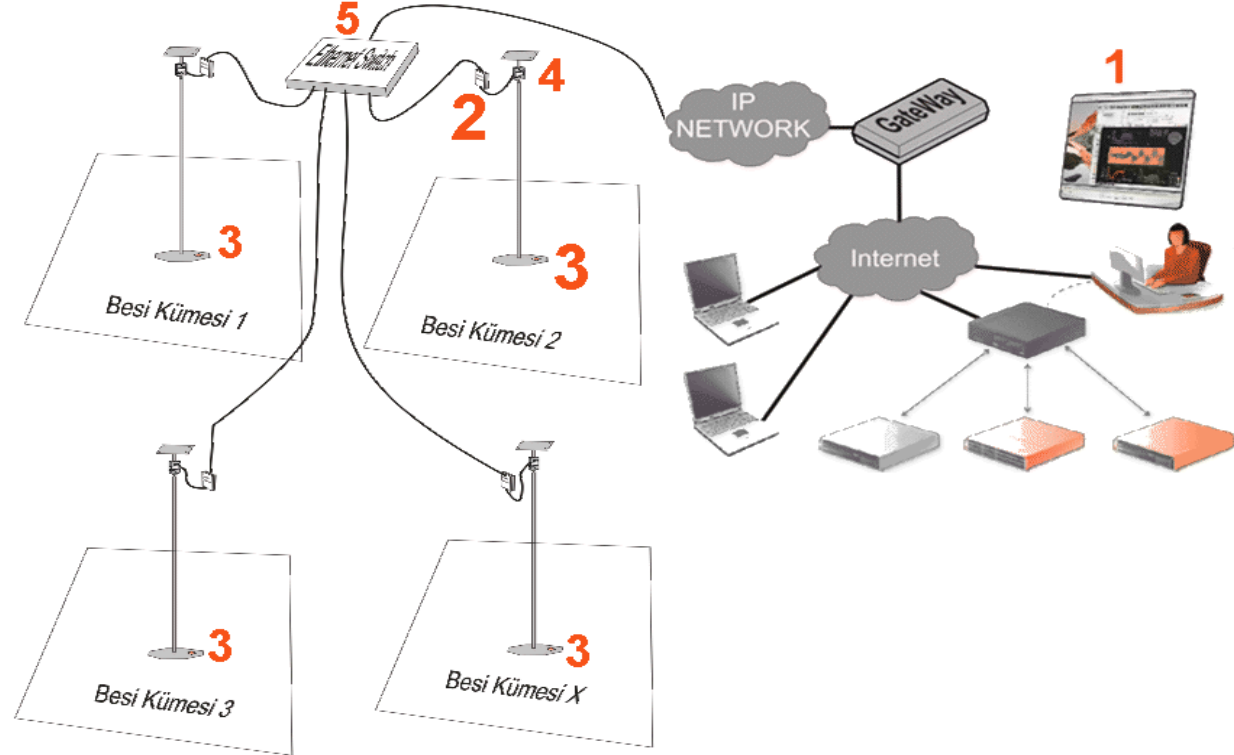 5
Ethernet Switch
4
2
1
IP
NETWORK
GateWay
3
Besi Kümesi 1
3
Besi Kümesi 2
Internet
3
Besi Kümesi 3
3
Besi Kümesi X